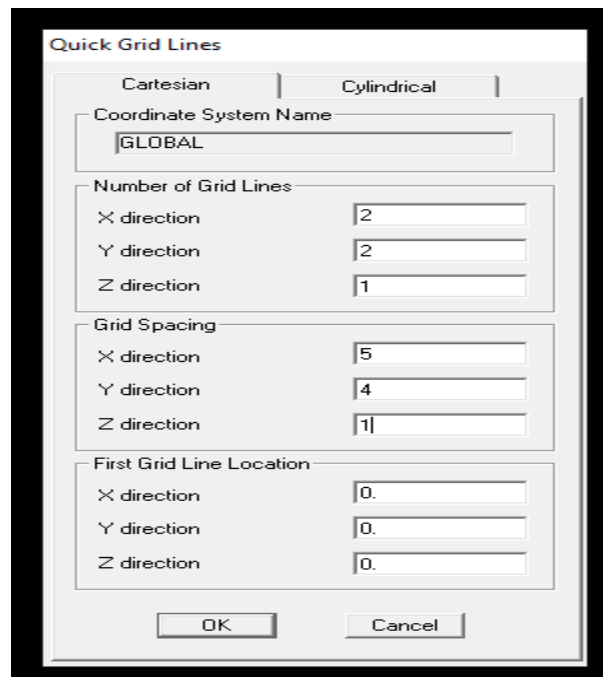 Quick Grid Lines
Cartesian Cylindrical
Coordinate System Name
GLOBAL
Number of Grid Lines
X direction 2
Y direction 2
Z direction 1
Grid Spacing
X direction 5
Y direction 4
Z direction 1
First Grid Line Location
X direction 0.
Y direction 0.
Z direction 0.
OK Cancel